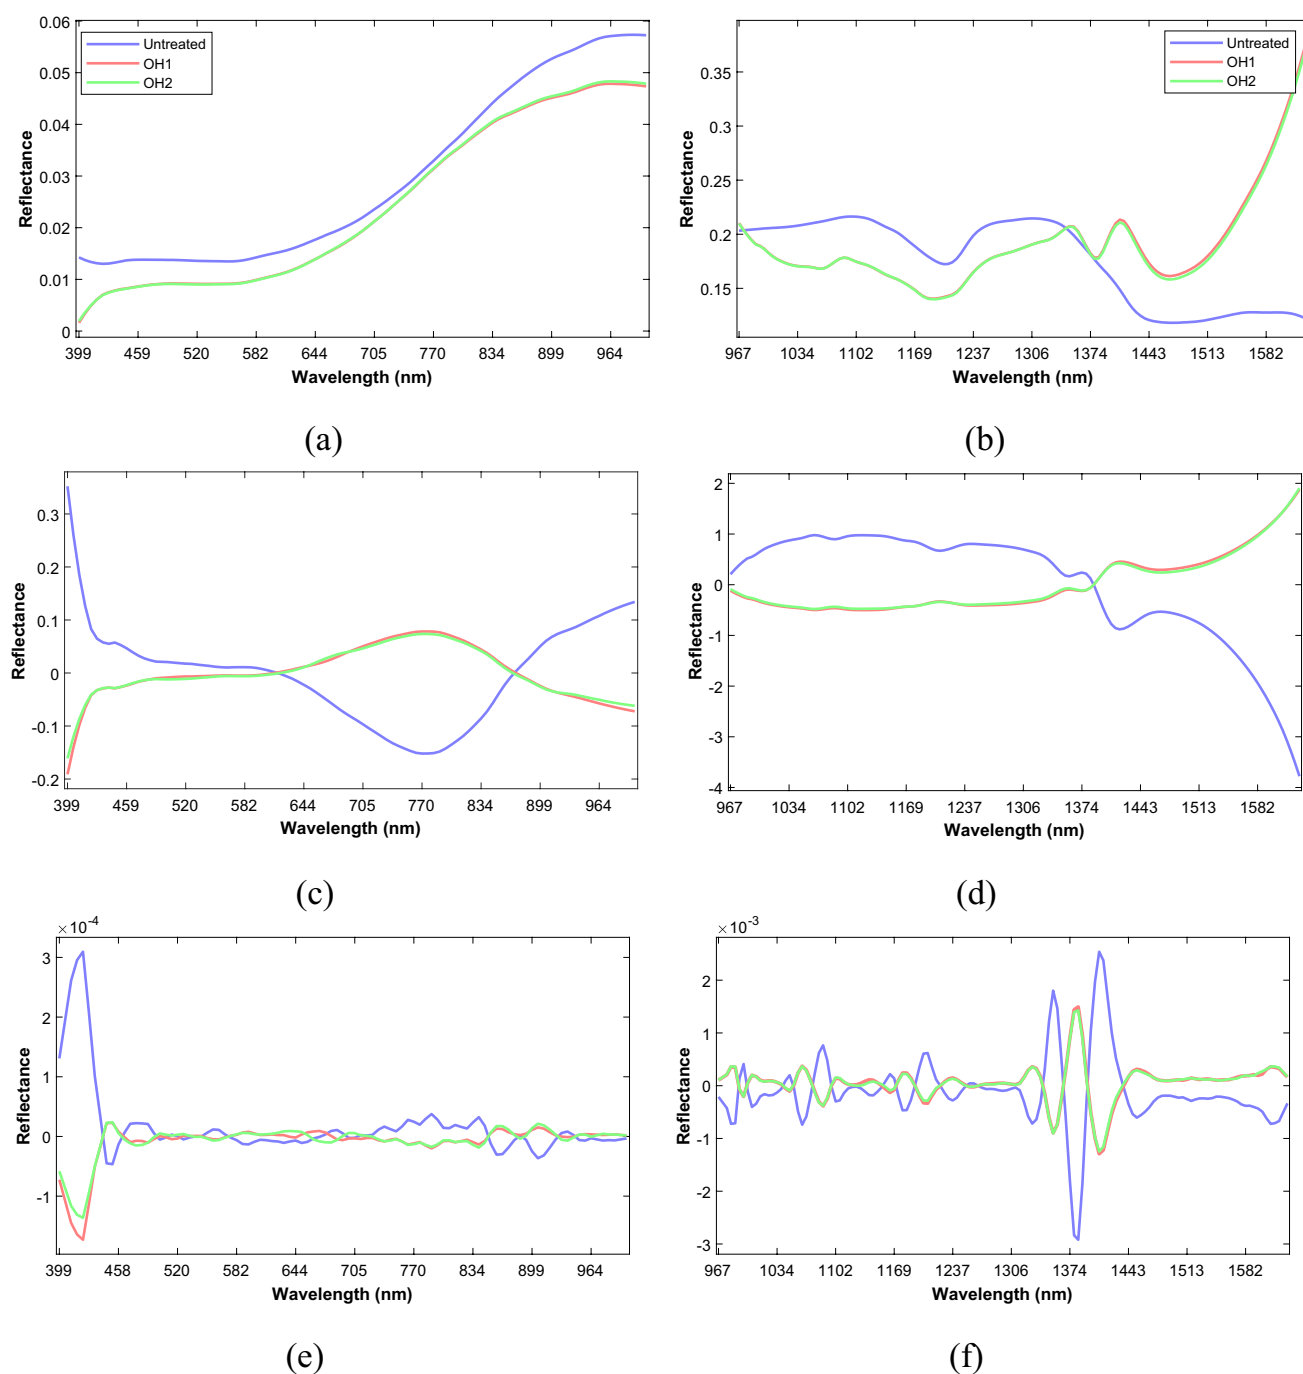 0.06
0.05
0.04
0.03
0.02
0.01
0
Reflectance
Untreated
OH1
OH2
399 459 520 582 644 705 770 834 899 964
Wavelength (nm)
(a)
0.35
0.3
0.25
0.2
0.15
Reflectance
Untreated
OH1
OH2
967 1034 1102 1169 1237 1306 1374 1443 1513 1582
Wavelength (nm)
(b)
0.3
0.2
0.1
0
-0.1
-0.2
Reflectance
399 459 520 582 644 705 770 834 899 964
Wavelength (nm)
(c)
2
1
0
-1
-2
-3
-4
Reflectance
967 1034 1102 1169 1237 1306 1374 1443 1513 1582
Wavelength (nm)
(d)
×10-4
3
2
1
0
-1
Reflectance
399 458 520 582 644 705 770 834 899 964
Wavelength (nm)
(e)
×10-3
2
1
0
-1
-2
-3
Reflectance
967 1034 1102 1169 1237 1306 1374 1443 1513 1582
Wavelength (nm)
(f)